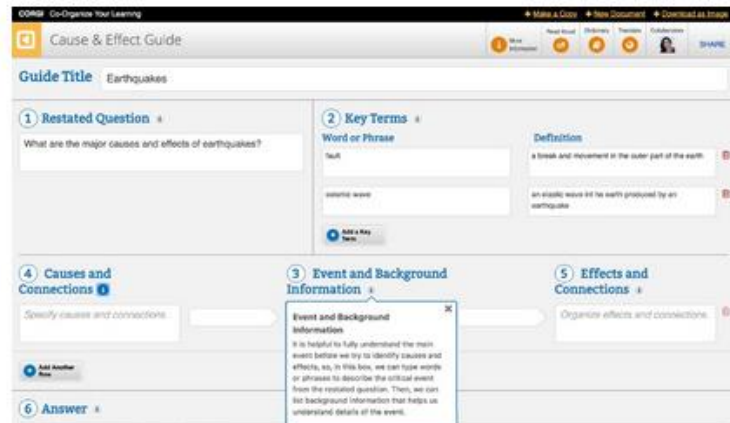 CORGI Co-Organize Your Learning
+ Make a Copy + New Document + Download as Image
Cause & Effect Guide
More Information
Read Aloud
Dictionary
Translate
Collaborators
SHARE
Guide Title
Earthquakes
1 Restated Question
What are the major causes and effects of earthquakes?
2 Key Terms
Word or Phrase
Definition
fault
a break and movement in the outer part of the earth
seismic wave
an elastic wave int he earth produced by an
earthquake
Add a Key
Term
4 Causes and
Connections
Specify causes and connections.
3 Event and Background
Information
5 Effects and
Connections
Organize effects and connections.
Event and Background
Information
It is helpful to fully understand the main
event before we try to identify causes and
effects, so, in this box, we can type words
or phrases to describe the critical event
from the restated question. Then, we can
list background information that helps us
understand details of the event.
Add Another
Row
6 Answer